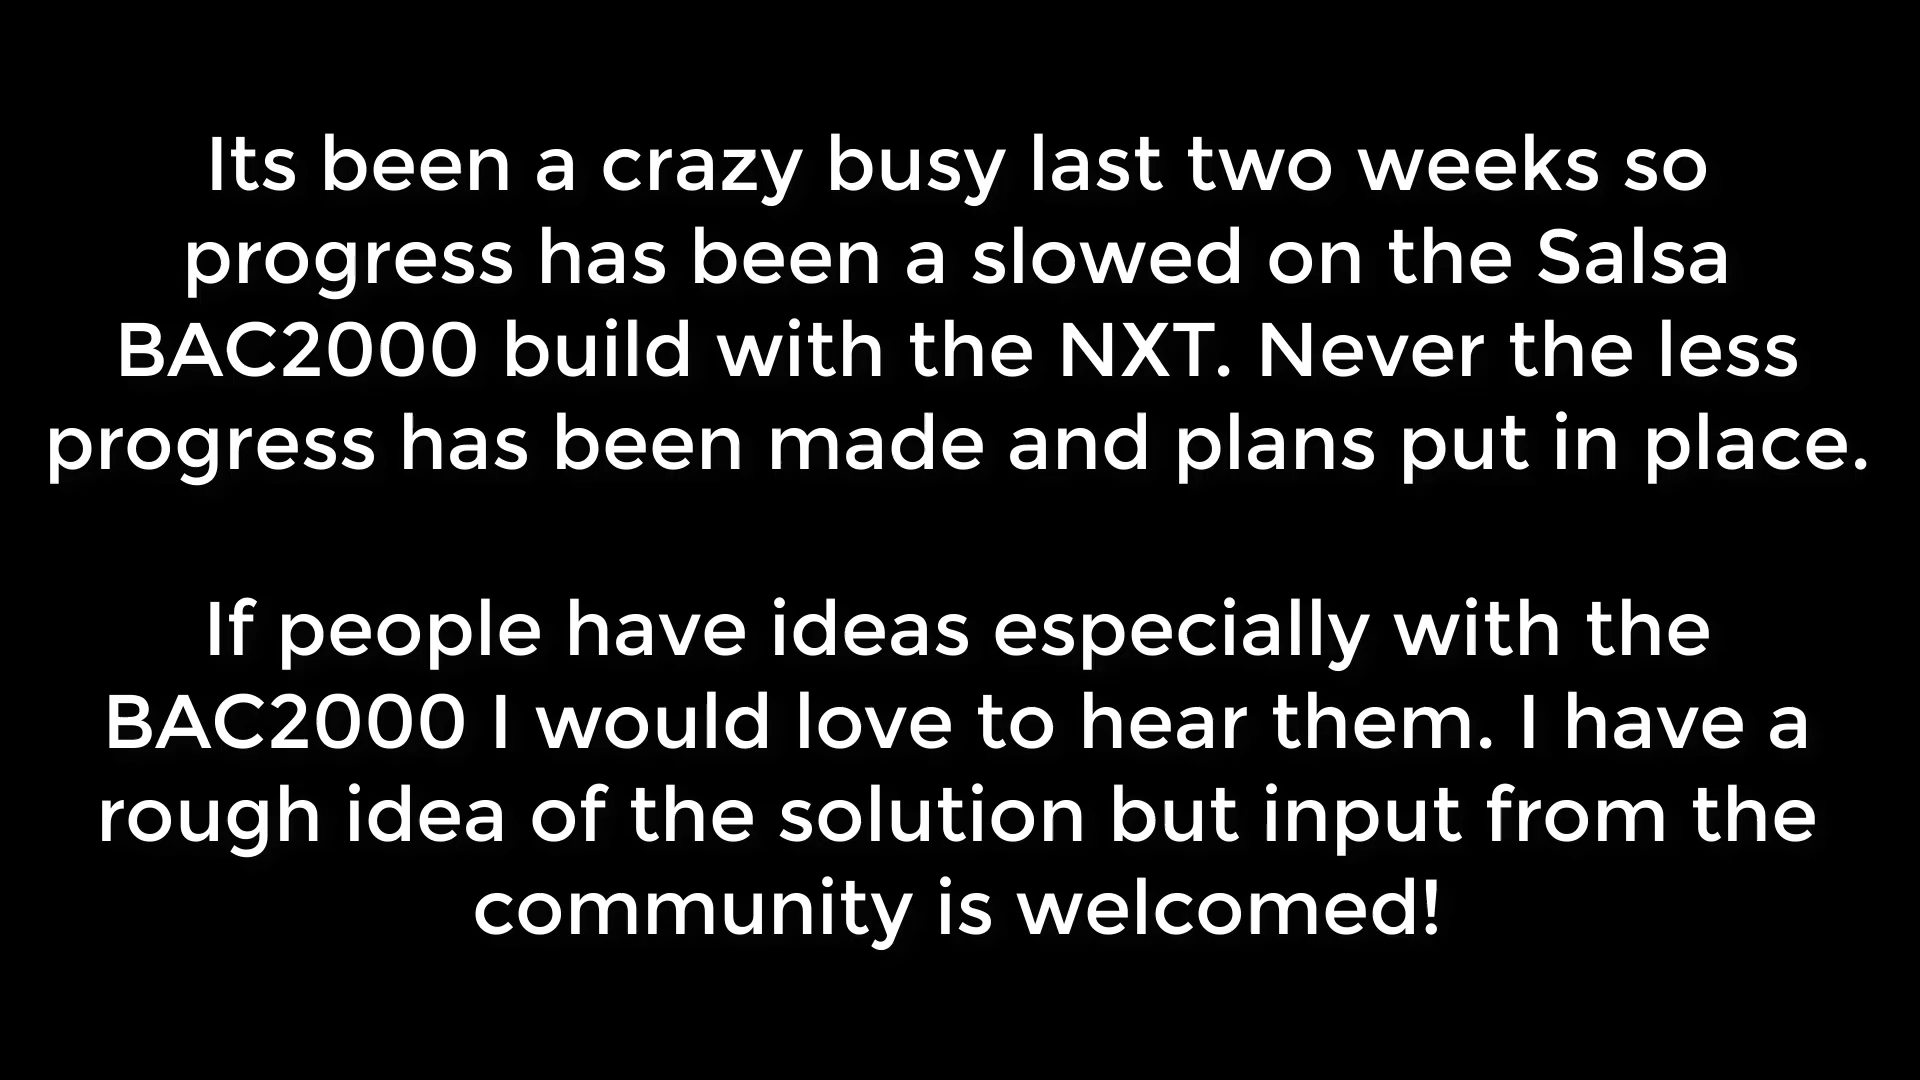 Its been a crazy busy last two weeks so
progress has been a slowed on the Salsa
BAC2000 build with the NXT. Never the less
progress has been made and plans put in place.
If people have ideas especially with the
BAC2000 I would love to hear them. I have a
rough idea of the solution but input from the
community is welcomed!